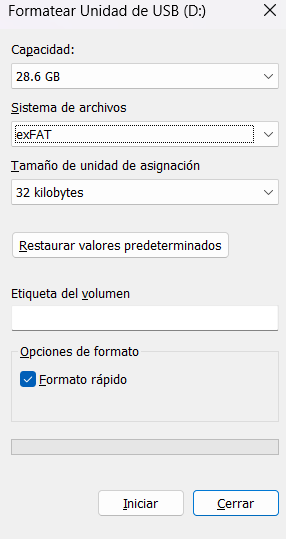 Formatear Unidad de USB (D:)
Capacidad:
28.6 GB
Sistema de archivos
exFAT
Tamaño de unidad de asignación
32 kilobytes
Restaurar valores predeterminados
Etiqueta del volumen
Opciones de formato
Formato rápido
Iniciar
Cerrar